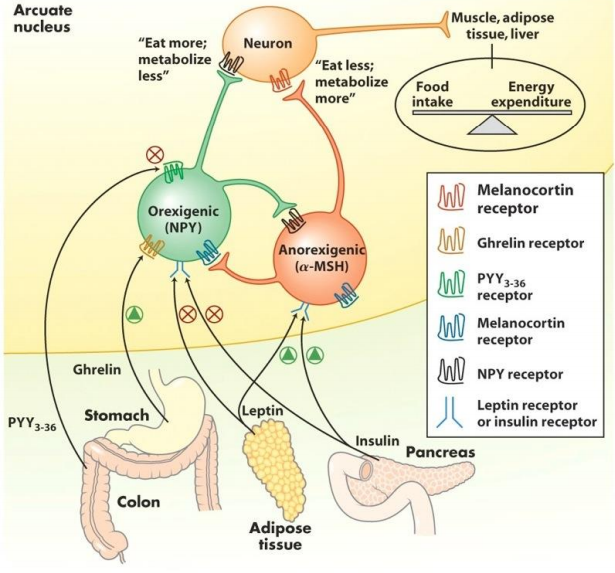 Arcuate
nucleus
"Eat more;
metabolize
less"
Neuron
"Eat less;
metabolize
more"
Muscle, adipose
tissue, liver
Food
intake
Energy
expenditure
Orexigenic
(NPY)
Anorexigenic
(α-MSH)
Melanocortin
receptor
Ghrelin receptor
PYY3-36
receptor
Melanocortin
receptor
NPY receptor
Leptin receptor
or insulin receptor
Ghrelin
Stomach
PYY3-36
Colon
Leptin
Adipose
tissue
Insulin
Pancreas